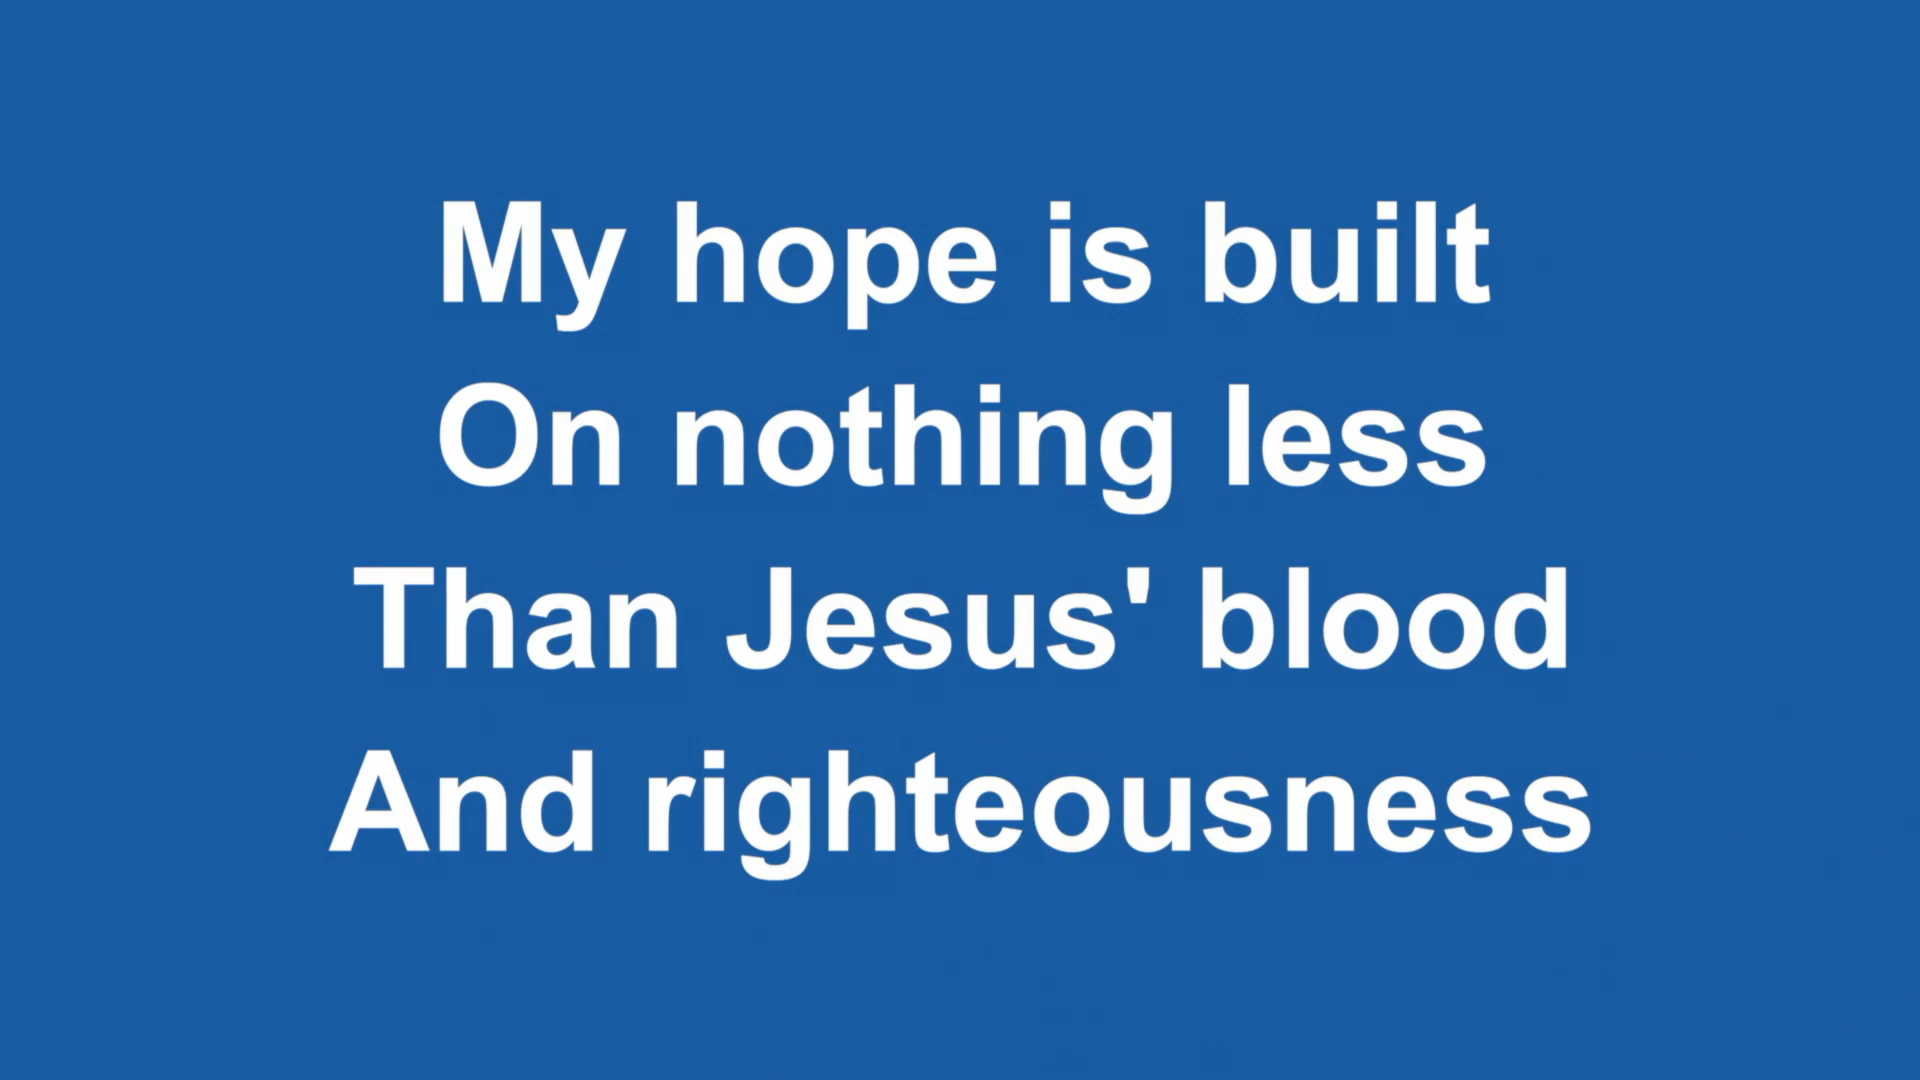 My hope is built
On nothing less
Than Jesus' blood
And righteousness